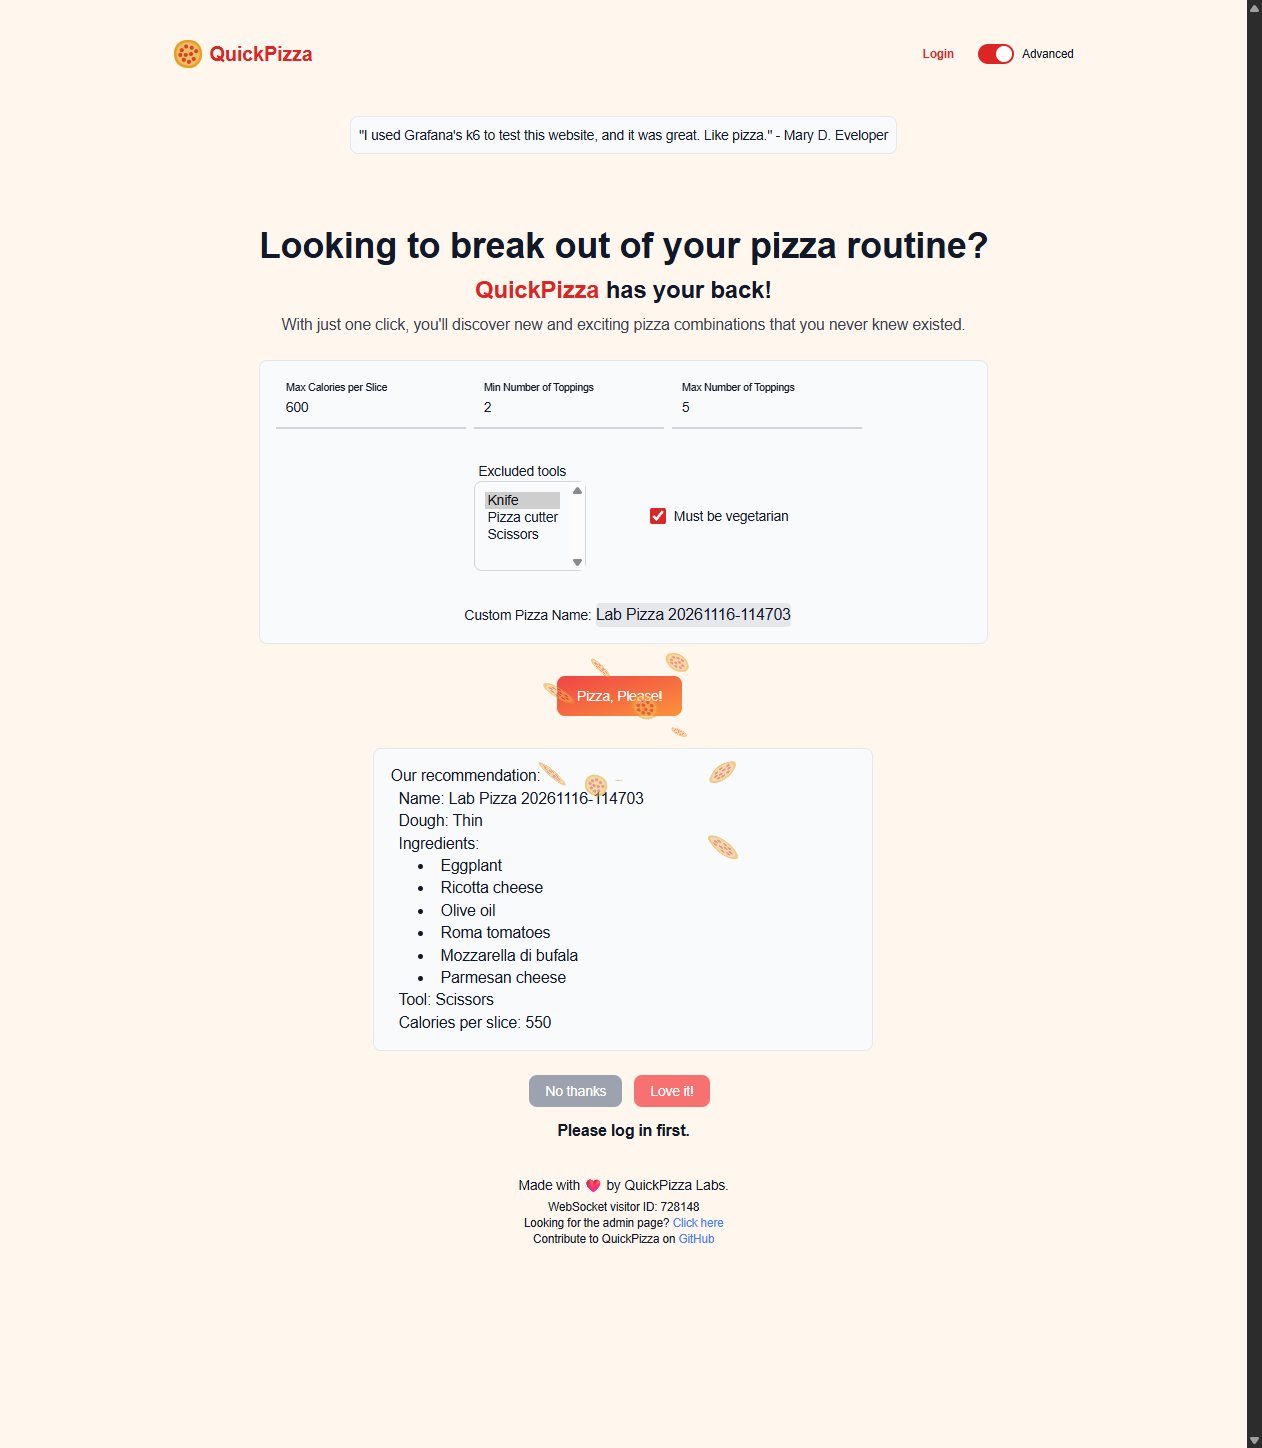 QuickPizza
Login
Advanced
"I used Grafana's k6 to test this website, and it was great. Like pizza." - Mary D. Eveloper
Looking to break out of your pizza routine?
QuickPizza has your back!
With just one click, you'll discover new and exciting pizza combinations that you never knew existed.
Max Calories per Slice
600
Min Number of Toppings
2
Max Number of Toppings
5
Excluded tools
Knife
Pizza cutter
Scissors
Must be vegetarian
Custom Pizza Name: Lab Pizza 20261116-114703
Pizza, Please!
Our recommendation:
Name: Lab Pizza 20261116-114703
Dough: Thin
Ingredients:
Eggplant
Ricotta cheese
Olive oil
Roma tomatoes
Mozzarella di bufala
Parmesan cheese
Tool: Scissors
Calories per slice: 550
No thanks
Love it!
Please log in first.
Made with ❤️ by QuickPizza Labs.
WebSocket visitor ID: 728148
Looking for the admin page? Click here
Contribute to QuickPizza on GitHub